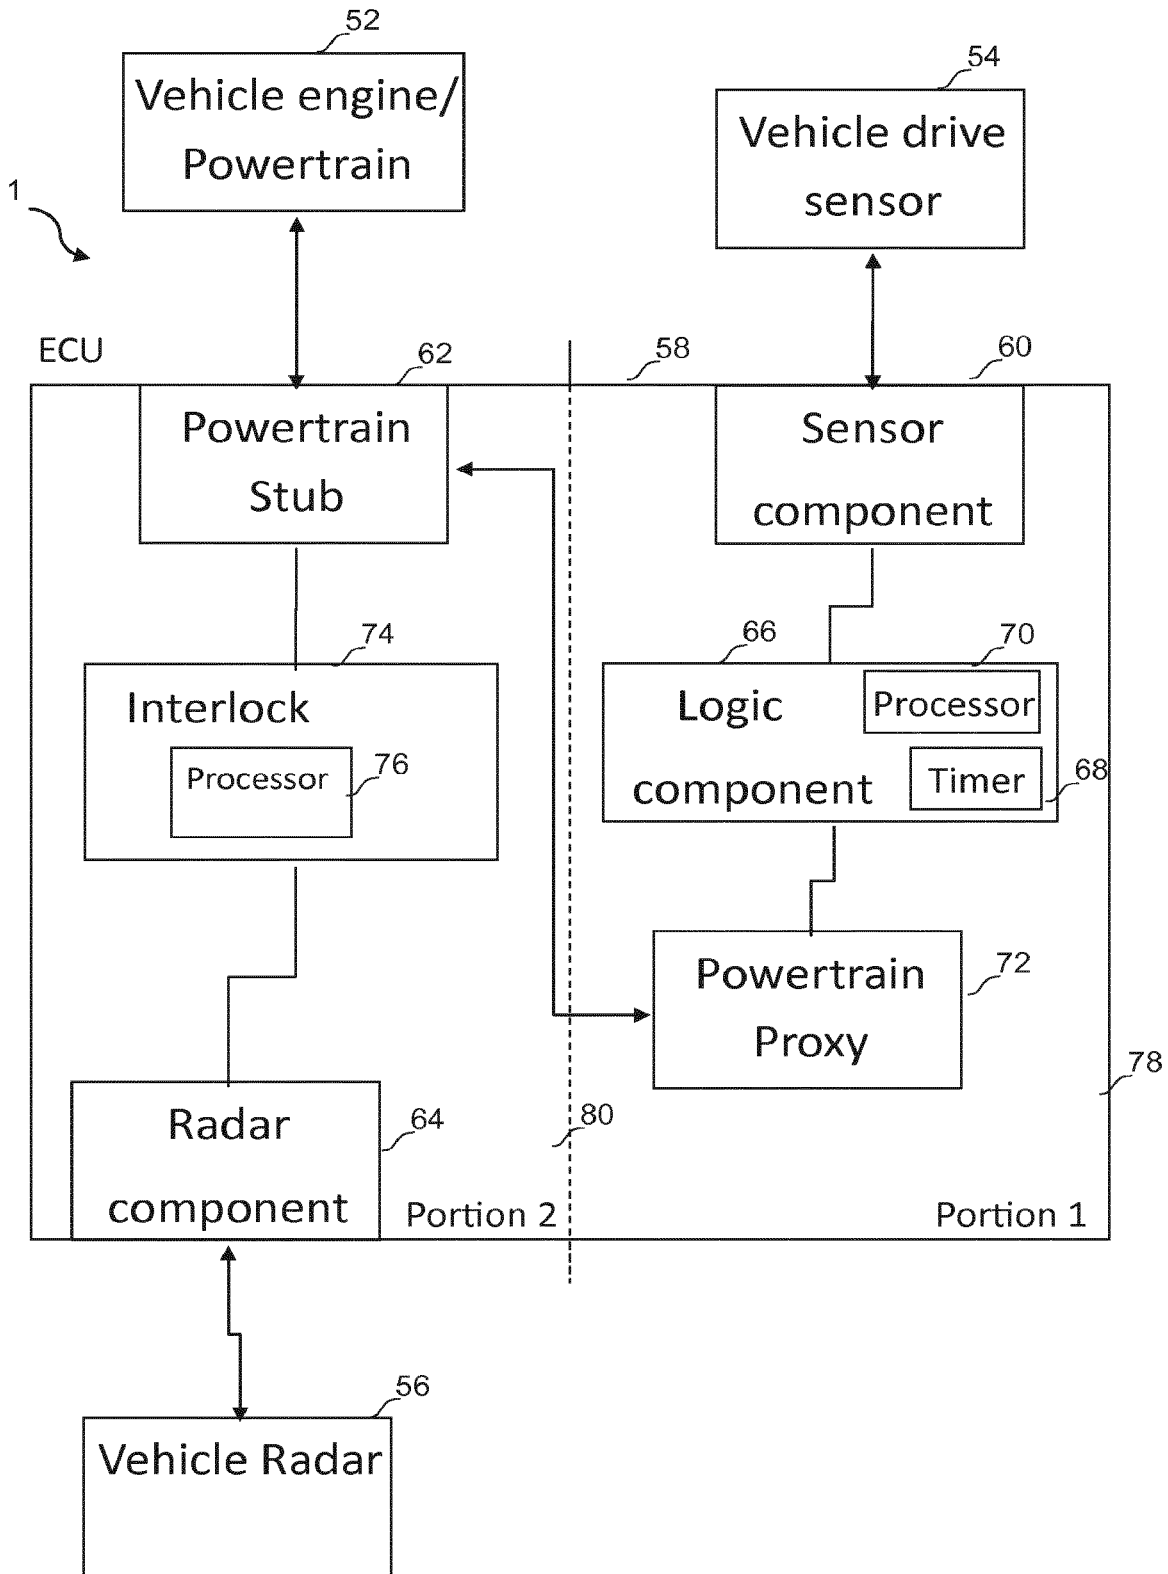 52
Vehicle engine/
Powertrain
54
Vehicle drive
sensor
1
ECU
62
58
60
Powertrain
Stub
Sensor
component
74
Interlock
Processor
76
66
70
Logic
component
Processor
Timer
68
Powertrain
Proxy
72
78
Radar
component
64
80
Portion 2
Portion 1
56
Vehicle Radar